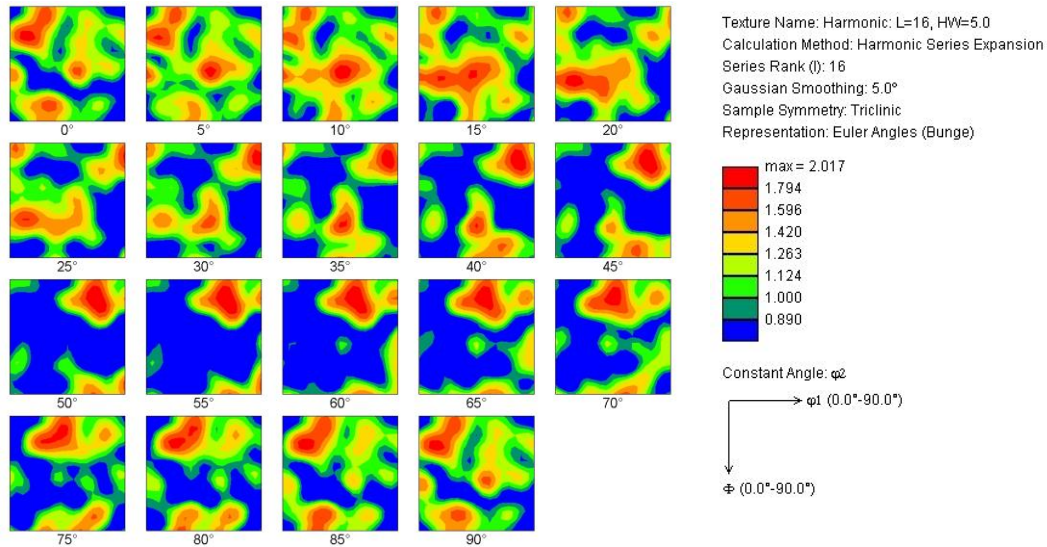 Texture Name: Harmonic: L=16, HW=5.0
Calculation Method: Harmonic Series Expansion
Series Rank (l): 16
Gaussian Smoothing: 5.0°
Sample Symmetry: Triclinic
Representation: Euler Angles (Bunge)
0°
5°
10°
15°
20°
max = 2.017
1.794
1.596
1.420
1.263
1.124
1.000
0.890
25°
30°
35°
40°
45°
50°
55°
60°
65°
70°
Constant Angle: φ2
φ1 (0.0°-90.0°)
Φ (0.0°-90.0°)
75°
80°
85°
90°